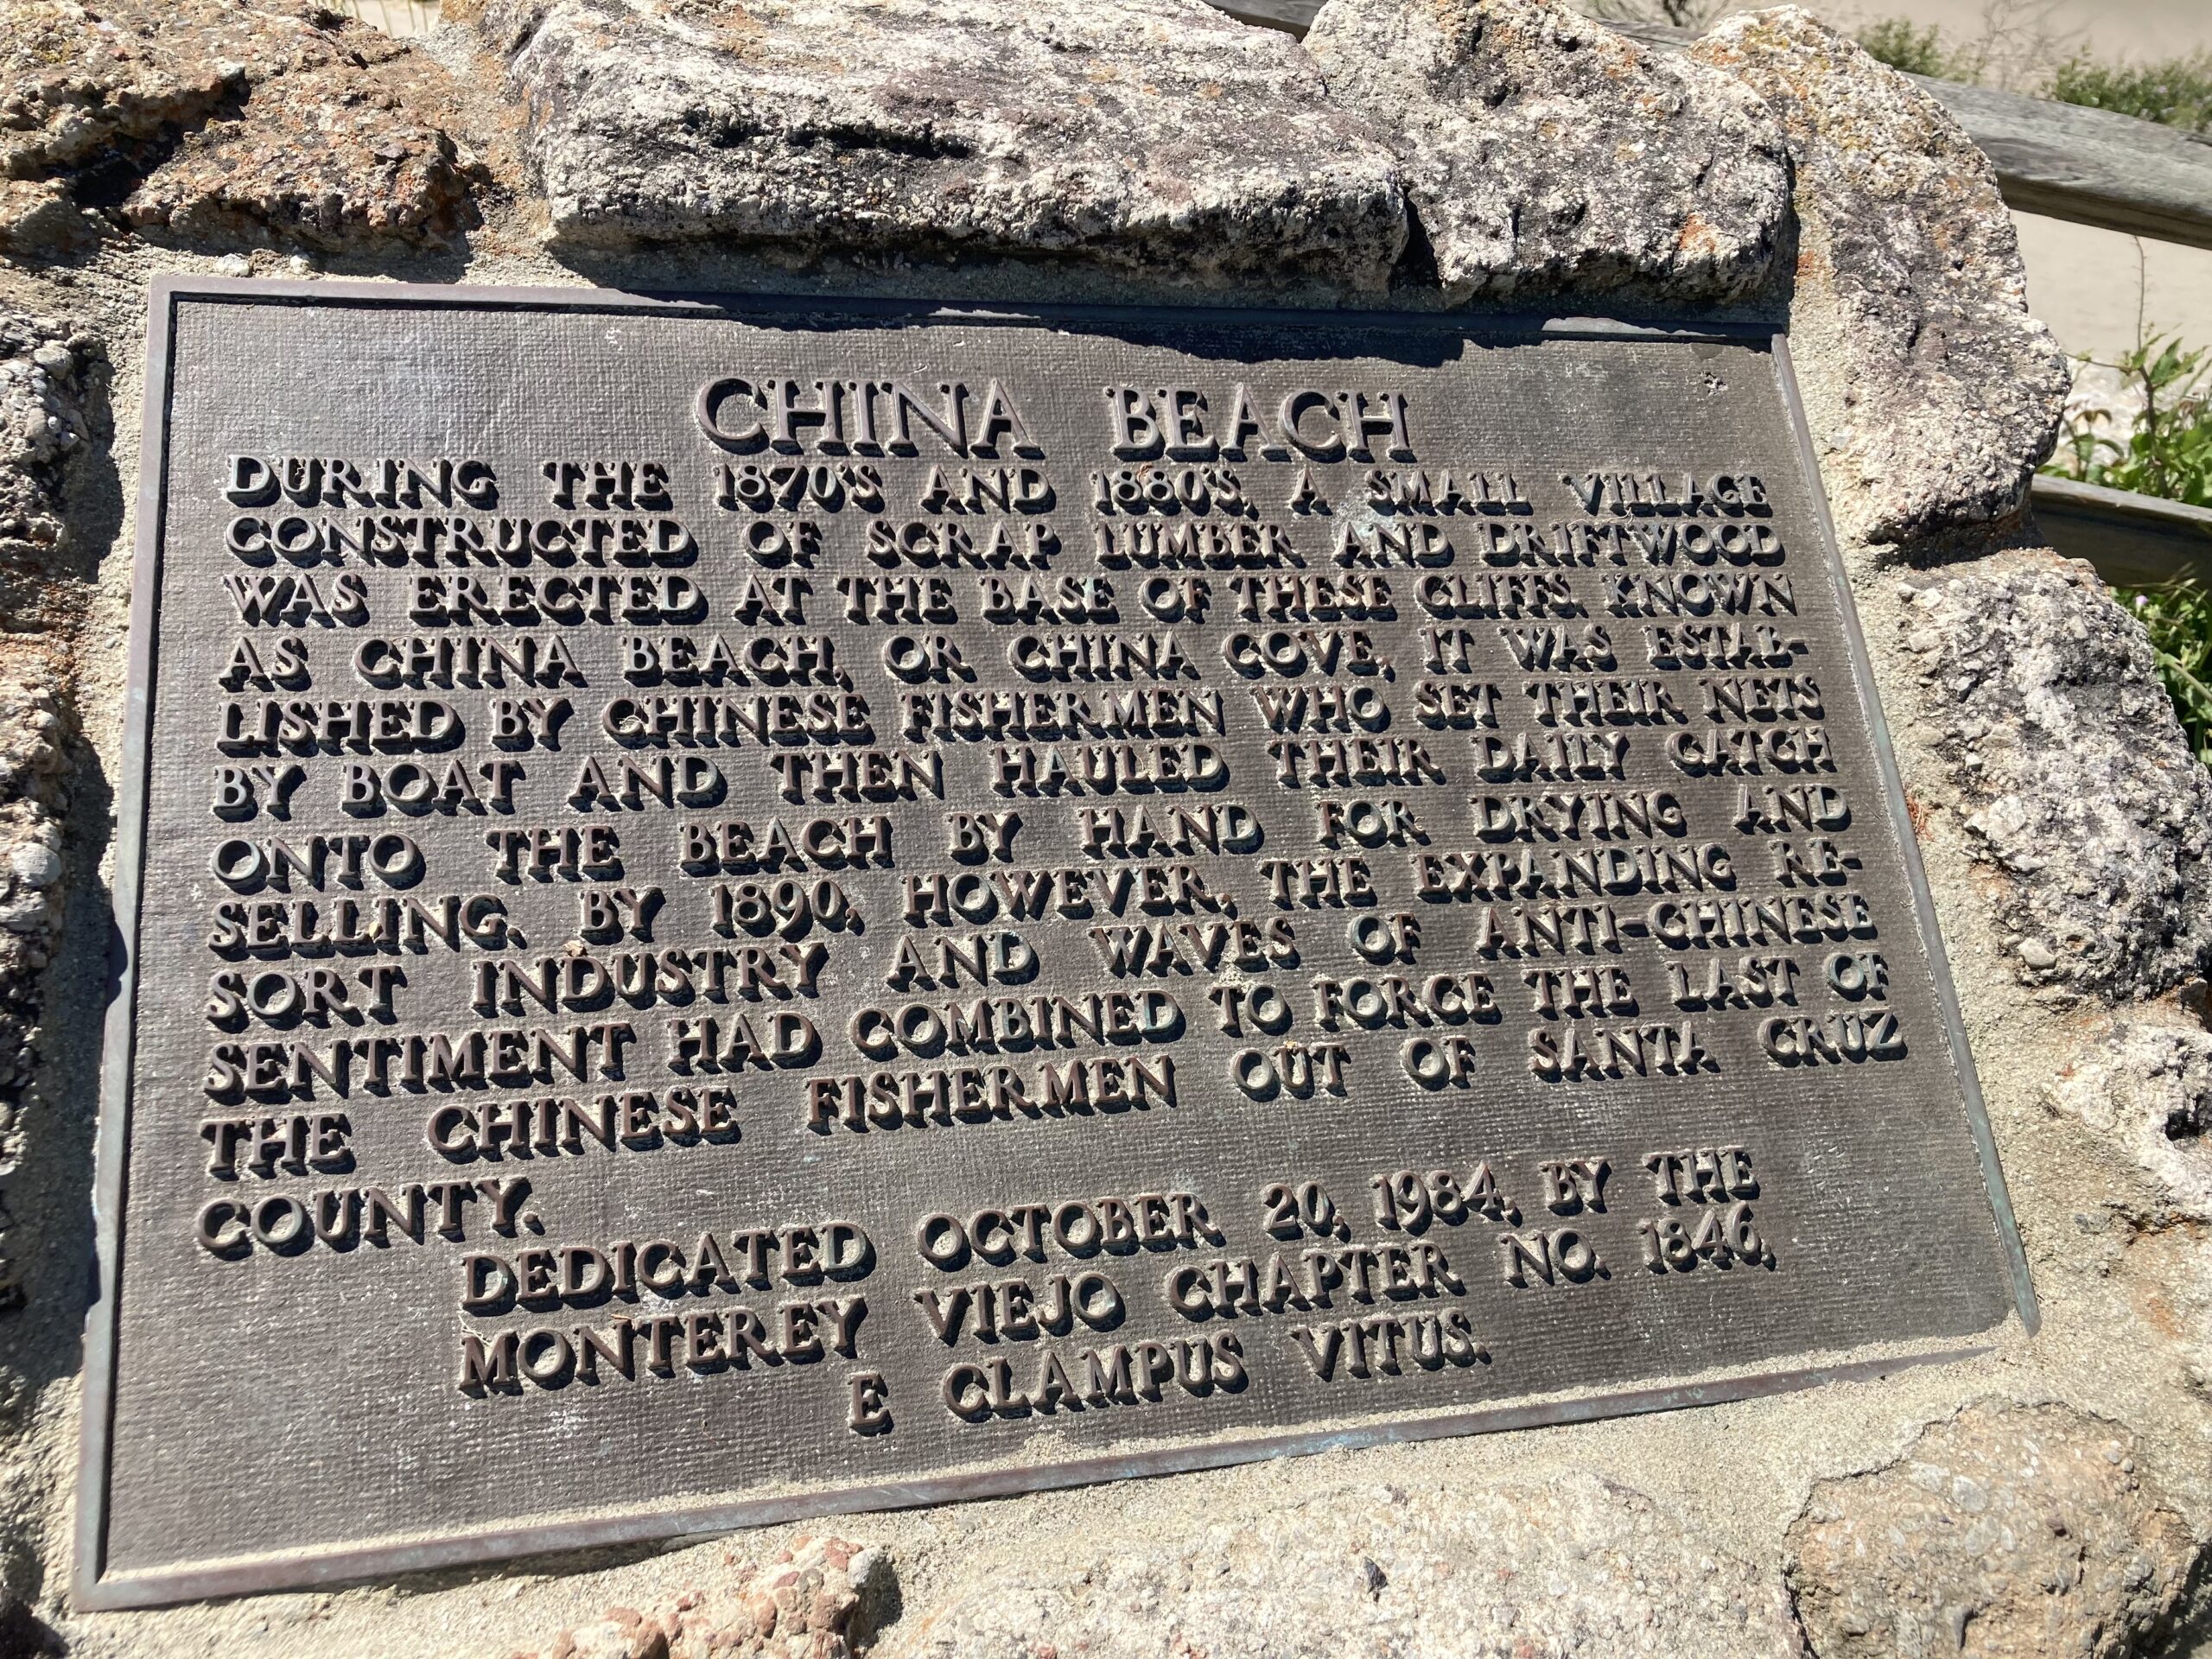 CHINA BEACH
DURING THE 1870'S AND 1880'S, A SMALL VILLAGE
CONSTRUCTED OF SCRAP LUMBER AND DRIFTWOOD
WAS ERECTED AT THE BASE OF THESE CLIFFS. KNOWN
AS CHINA BEACH, OR CHINA COVE, IT WAS ESTAB-
LISHED BY CHINESE FISHERMEN WHO SET THEIR NETS
BY BOAT AND THEN HAULED THEIR DAILY CATCH
ONTO THE BEACH BY HAND FOR DRYING AND
SELLING. BY 1890, HOWEVER, THE EXPANDING RE-
SORT INDUSTRY AND WAVES OF ANTI-CHINESE
SENTIMENT HAD COMBINED TO FORCE THE LAST OF
THE CHINESE FISHERMEN OUT OF SANTA CRUZ
COUNTY.
DEDICATED OCTOBER 20, 1984, BY THE
MONTEREY VIEJO CHAPTER NO. 1846,
E CLAMPUS VITUS.